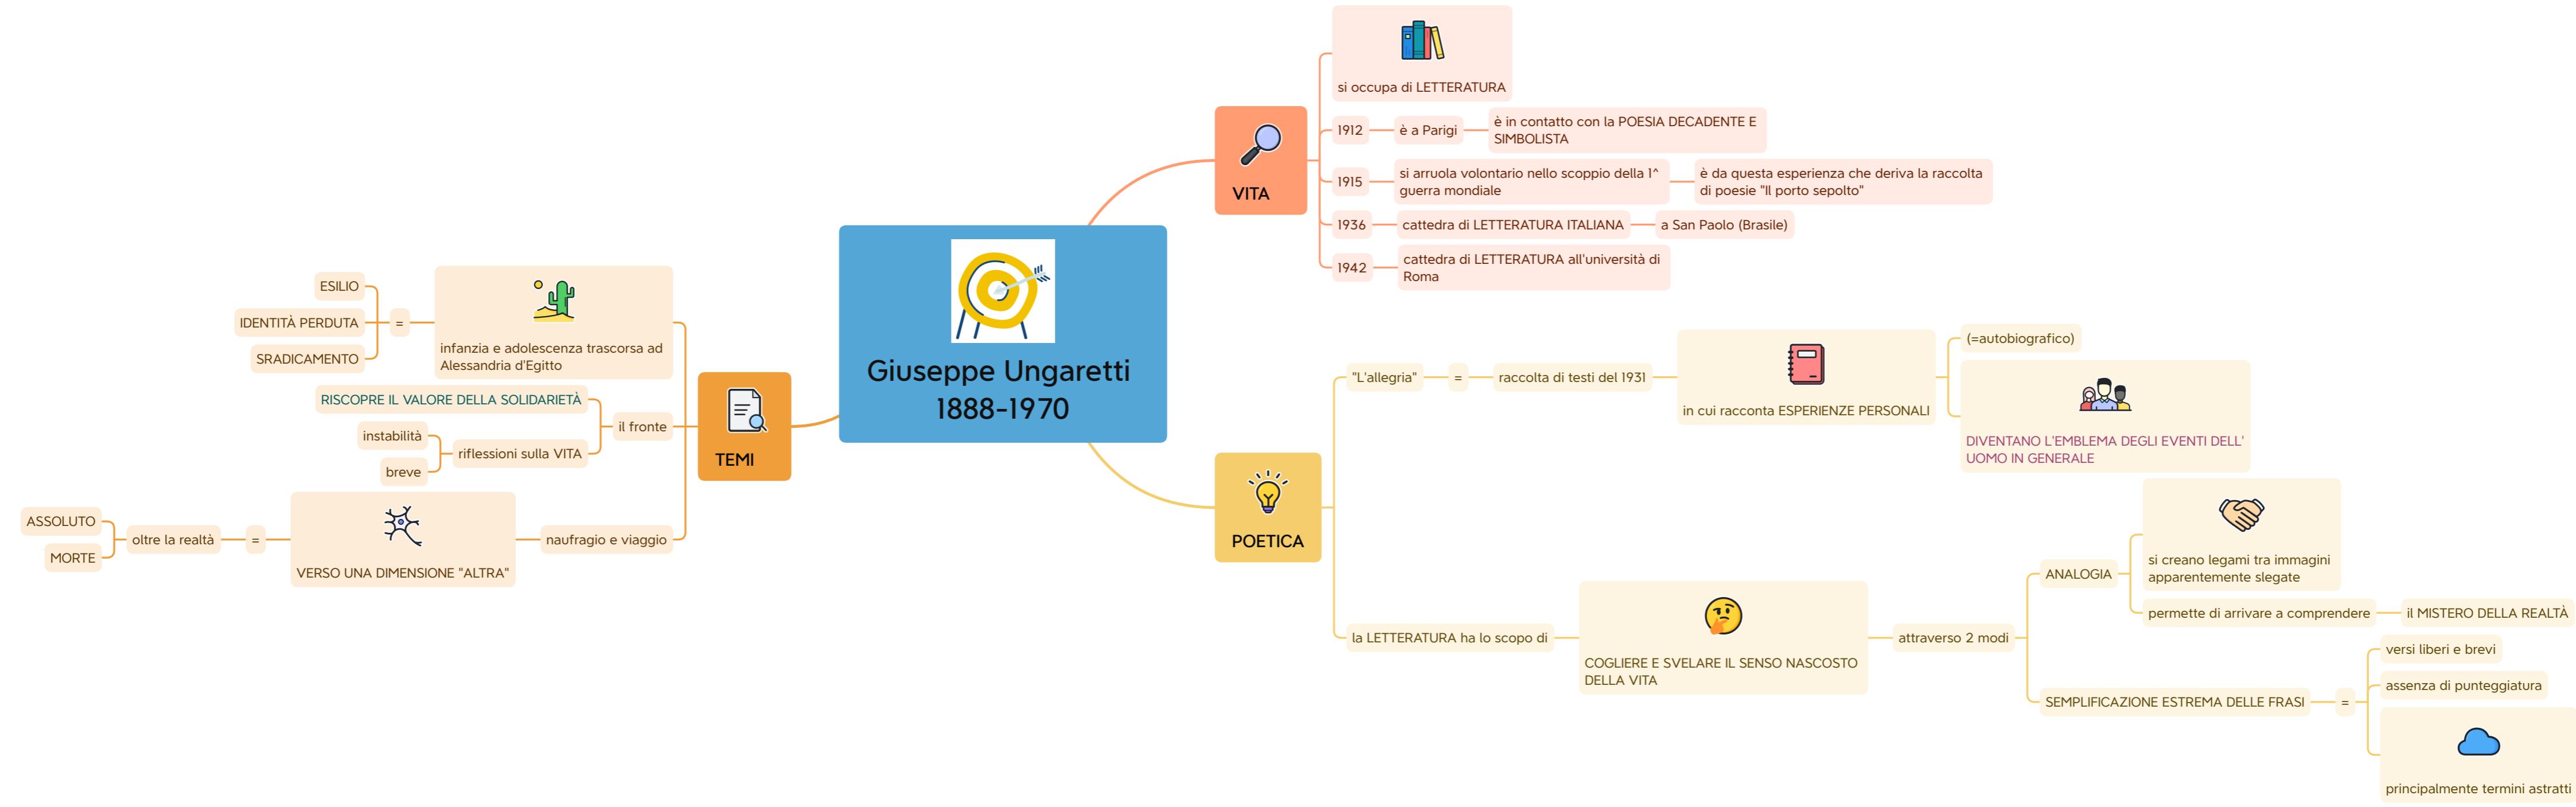 Giuseppe Ungaretti
1888-1970
VITA
si occupa di LETTERATURA
1912
è a Parigi
è in contatto con la POESIA DECADENTE E
SIMBOLISTA
1915
si arruola volontario nello scoppio della 1^
guerra mondiale
è da questa esperienza che deriva la raccolta
di poesie "Il porto sepolto"
1936
cattedra di LETTERATURA ITALIANA
a San Paolo (Brasile)
1942
cattedra di LETTERATURA all'università di
Roma
POETICA
"L'allegria"
=
raccolta di testi del 1931
in cui racconta ESPERIENZE PERSONALI
(=autobiografico)
DIVENTANO L'EMBLEMA DEGLI EVENTI DELL'
UOMO IN GENERALE
la LETTERATURA ha lo scopo di
COGLIERE E SVELARE IL SENSO NASCOSTO
DELLA VITA
attraverso 2 modi
ANALOGIA
si creano legami tra immagini
apparentemente slegate
permette di arrivare a comprendere
il MISTERO DELLA REALTÀ
SEMPLIFICAZIONE ESTREMA DELLE FRASI
=
versi liberi e brevi
assenza di punteggiatura
principalmente termini astratti
TEMI
infanzia e adolescenza trascorsa ad
Alessandria d'Egitto
=
ESILIO
IDENTITÀ PERDUTA
SRADICAMENTO
il fronte
RISCOPRE IL VALORE DELLA SOLIDARIETÀ
riflessioni sulla VITA
instabilità
breve
naufragio e viaggio
VERSO UNA DIMENSIONE "ALTRA"
=
oltre la realtà
ASSOLUTO
MORTE